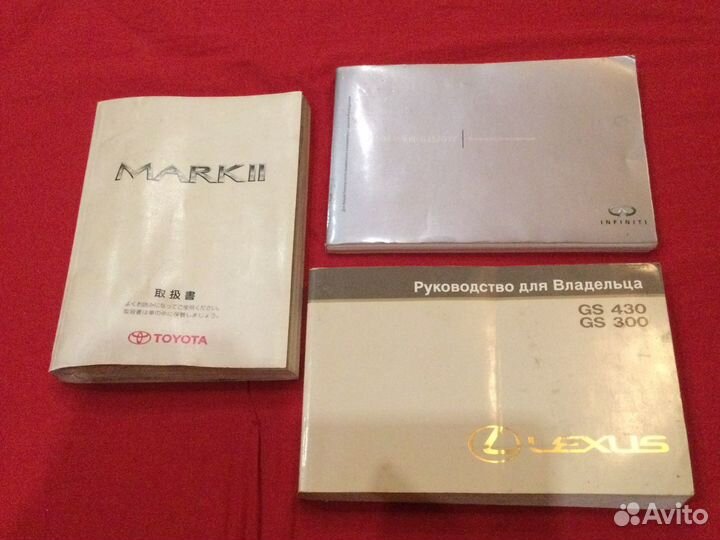 MARK II
取扱書
よくお読みになってご使用ください。
取扱書は車の中に保管しましょう。
TOYOTA
INFINITI
Руководство для Владельца
GS 430
GS 300
LEXUS
Avito